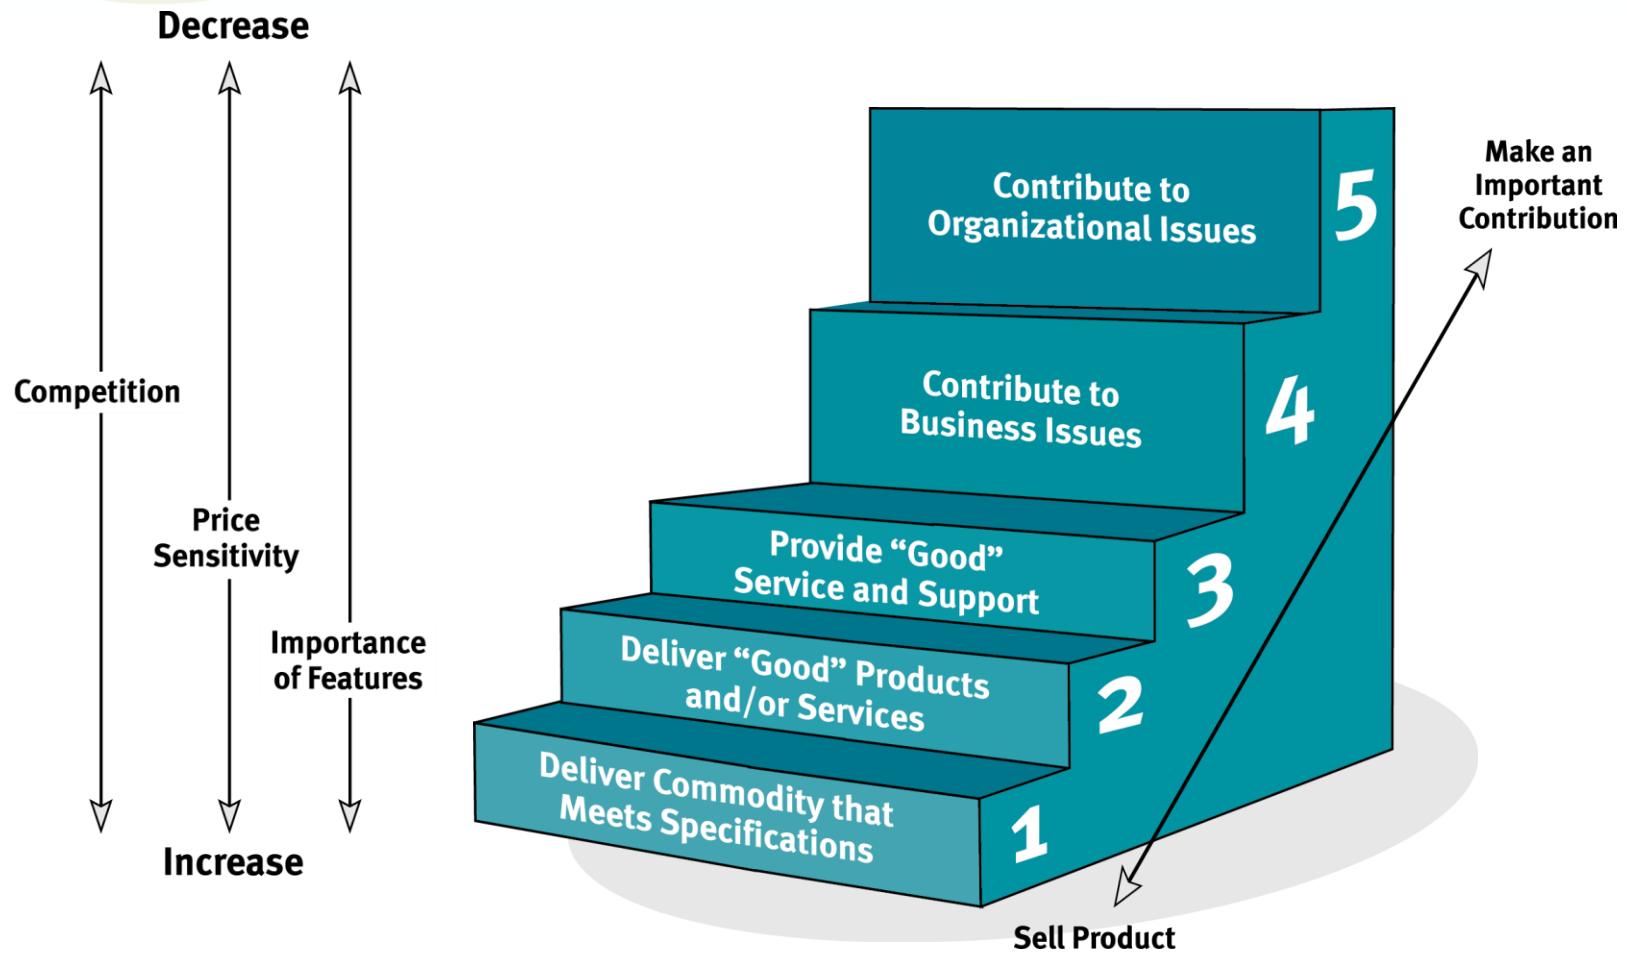 Decrease
Competition
Price
Sensitivity
Importance
of Features
Increase
Contribute to
Organizational Issues
5
Contribute to
Business Issues
4
Provide “Good”
Service and Support
3
Deliver “Good” Products
and/or Services
2
Deliver Commodity that
Meets Specifications
1
Make an
Important
Contribution
Sell Product